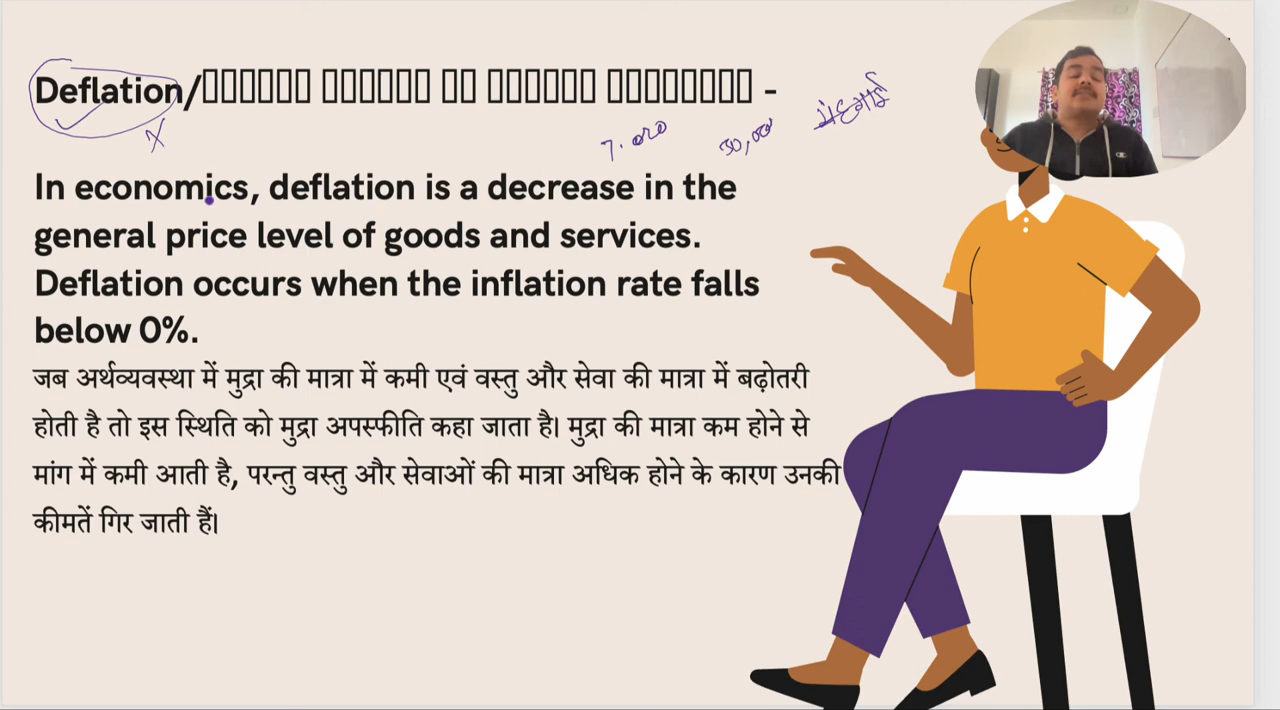 Deflation/ -
7.000 30,000 मंहगाई
In economics, deflation is a decrease in the
general price level of goods and services.
Deflation occurs when the inflation rate falls
below 0%.
जब अर्थव्यवस्था में मुद्रा की मात्रा में कमी एवं वस्तु और सेवा की मात्रा में बढ़ोतरी
होती है तो इस स्थिति को मुद्रा अपस्फीति कहा जाता है। मुद्रा की मात्रा कम होने से
मांग में कमी आती है, परन्तु वस्तु और सेवाओं की मात्रा अधिक होने के कारण उनकी
कीमतें गिर जाती हैं।